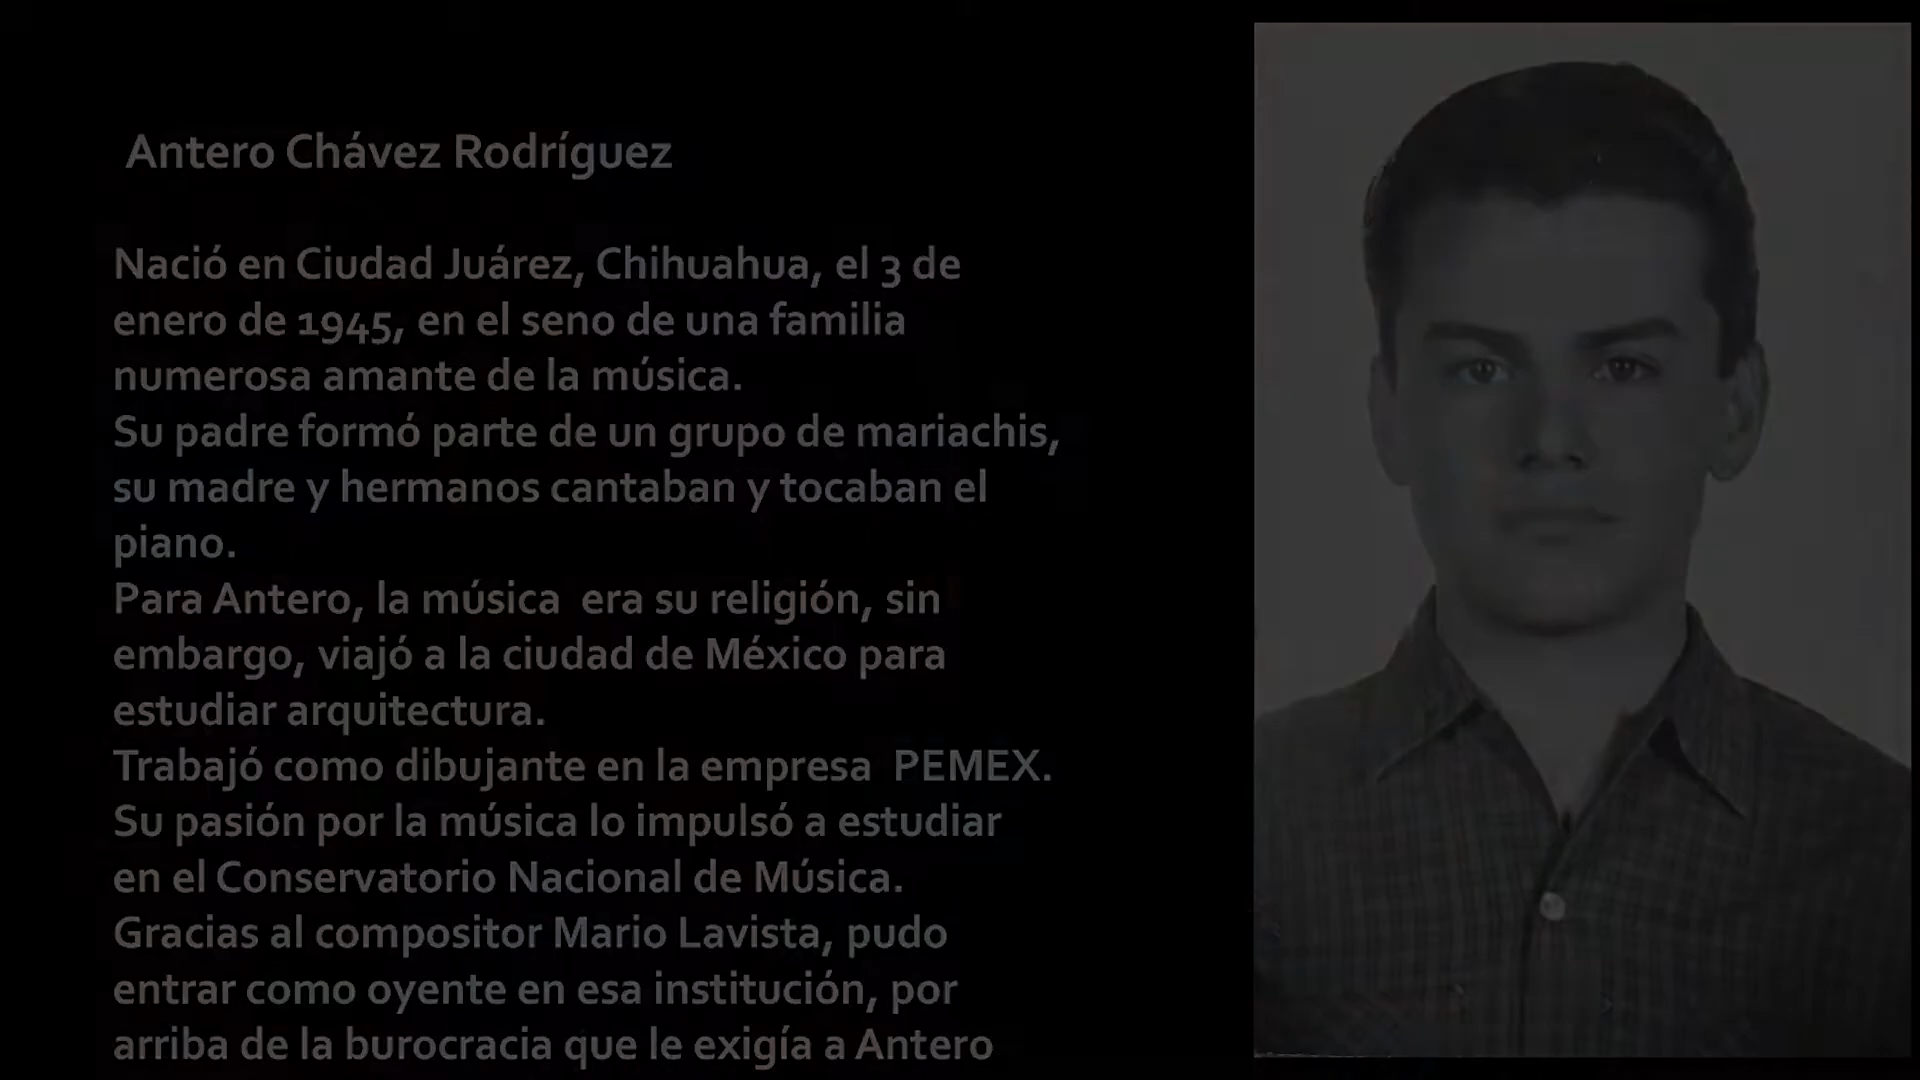 Antero Chávez Rodríguez
Nació en Ciudad Juárez, Chihuahua, el 3 de
enero de 1945, en el seno de una familia
numerosa amante de la música.
Su padre formó parte de un grupo de mariachis,
su madre y hermanos cantaban y tocaban el
piano.
Para Antero, la música era su religión, sin
embargo, viajó a la ciudad de México para
estudiar arquitectura.
Trabajó como dibujante en la empresa PEMEX.
Su pasión por la música lo impulsó a estudiar
en el Conservatorio Nacional de Música.
Gracias al compositor Mario Lavista, pudo
entrar como oyente en esa institución, por
arriba de la burocracia que le exigía a Antero